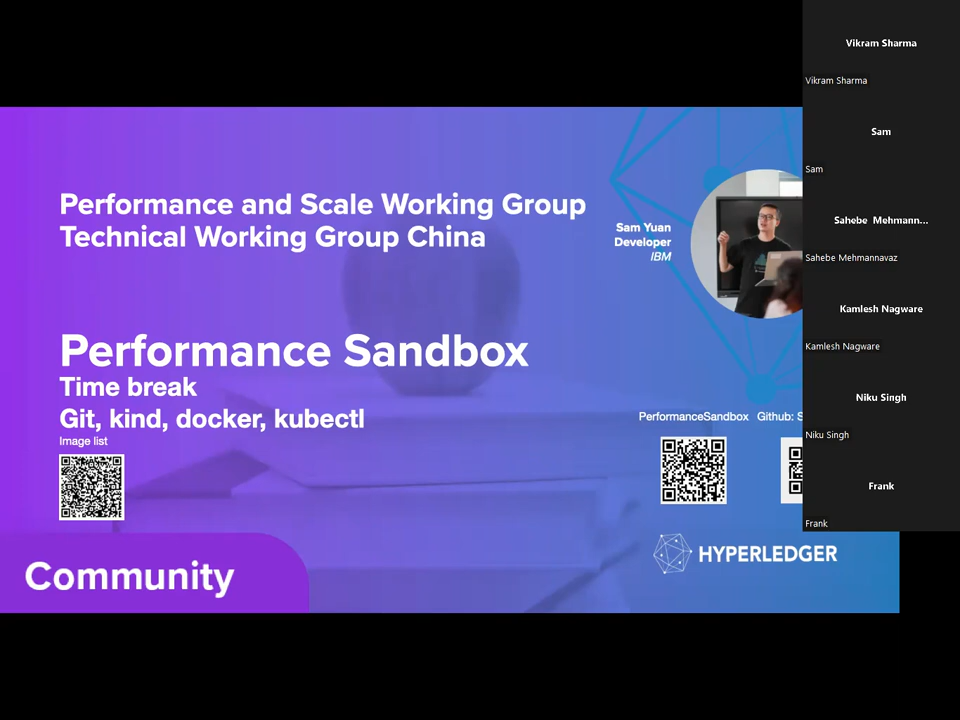 Performance and Scale Working Group
Technical Working Group China
Sam Yuan
Developer
IBM
Performance Sandbox
Time break
Git, kind, docker, kubectl
Image list
PerformanceSandbox Github: S
HYPERLEDGER
Community
Vikram Sharma
Vikram Sharma
Sam
Sam
Sahebe Mehmann...
Sahebe Mehmannavaz
Kamlesh Nagware
Kamlesh Nagware
Niku Singh
Niku Singh
Frank
Frank